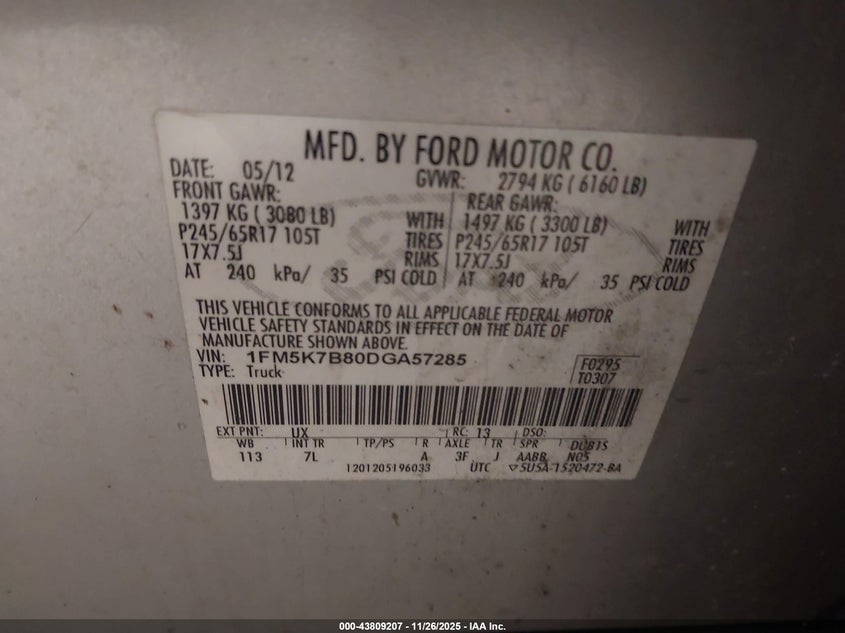 MFD. BY FORD MOTOR CO.
DATE: 05/12 GVWR: 2794 KG ( 6160 LB)
FRONT GAWR: REAR GAWR:
1397 KG ( 3080 LB) WITH 1497 KG ( 3300 LB) WITH
P245/65R17 105T TIRES P245/65R17 105T TIRES
17X7.5J RIMS 17X7.5J RIMS
AT 240 kPa/ 35 PSI COLD AT 240 kPa/ 35 PSI COLD
THIS VEHICLE CONFORMS TO ALL APPLICABLE FEDERAL MOTOR
VEHICLE SAFETY STANDARDS IN EFFECT ON THE DATE OF
MANUFACTURE SHOWN ABOVE.
VIN: 1FM5K7B80DGA57285 F0295
TYPE: Truck T0307
EXT PNT: UX RC: 13 DSO:
WB INT TR TP/PS R AXLE TR SPR DUB1S
113 7L A 3F J AABB N05
1201205196033 UTC ▽5U5A-1520472-BA
000-43809207 - 11/26/2025 - IAA Inc.